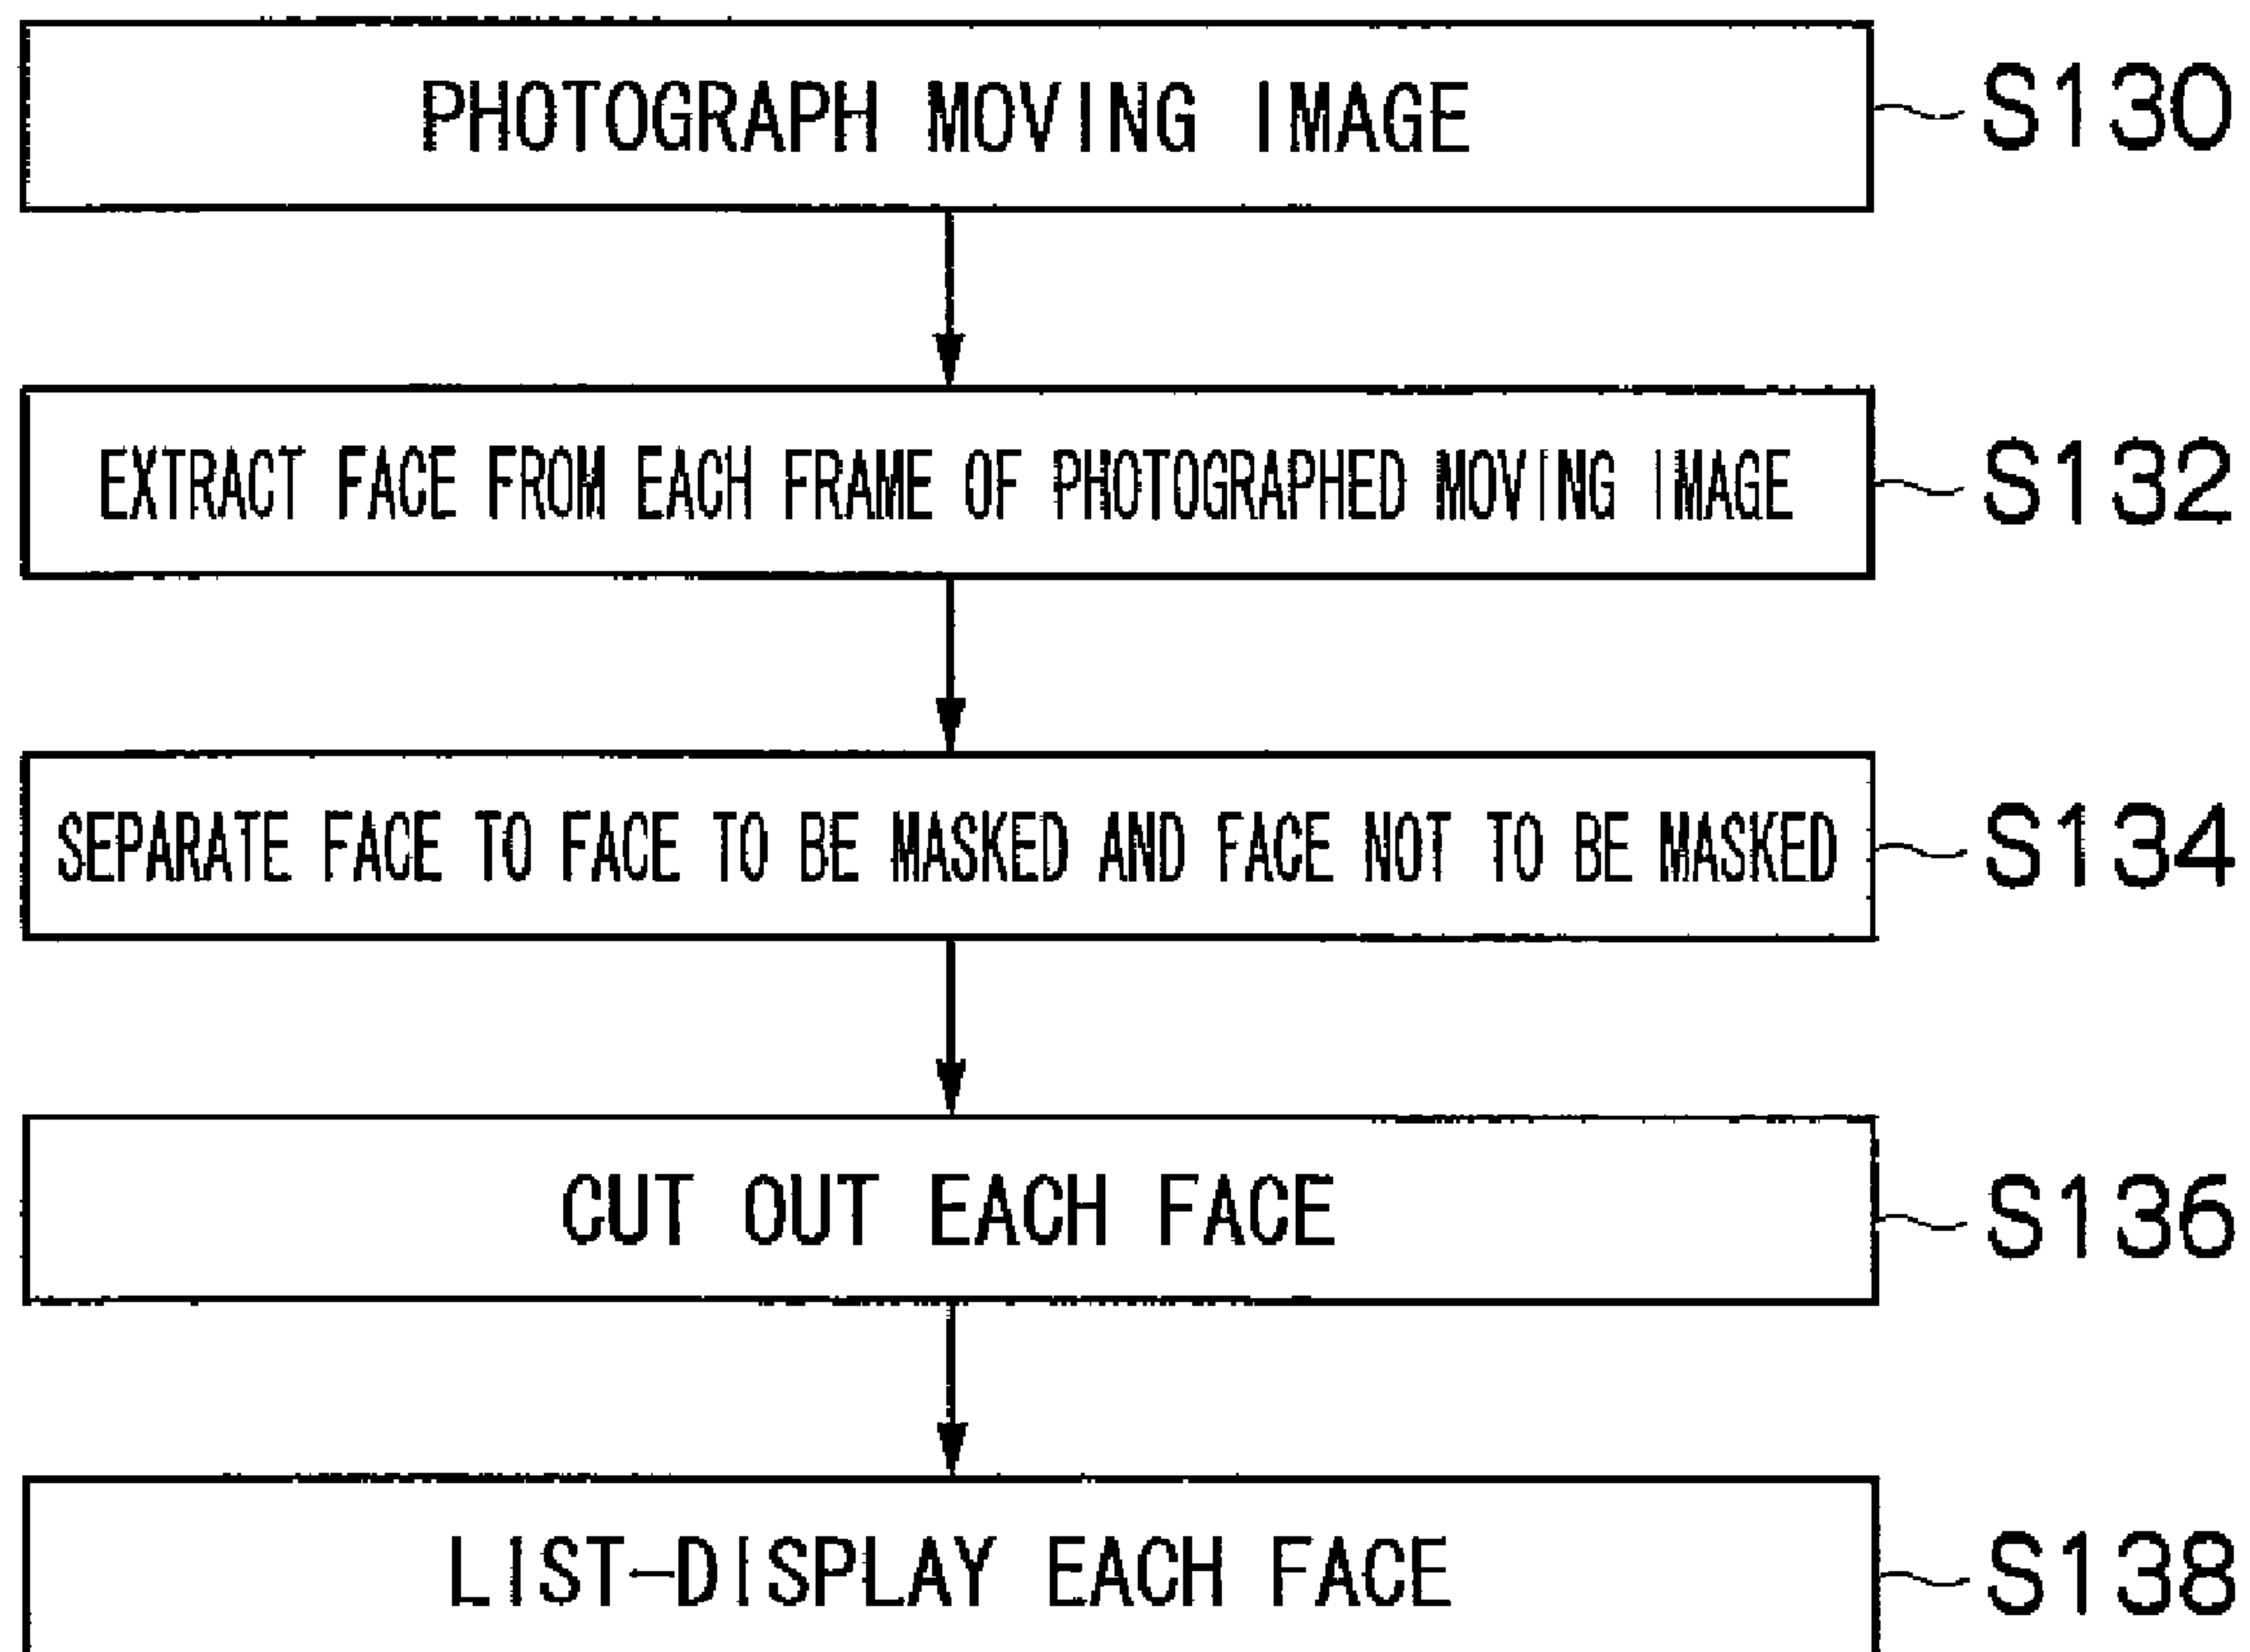 PHOTOGRAPH MOVING IMAGE S130
EXTRACT FACE FROM EACH FRAME OF PHOTOGRAPHED MOVING IMAGE S132
SEPARATE FACE TO FACE TO BE MASKED AND FACE NOT TO BE MASKED S134
CUT OUT EACH FACE S136
LIST-DISPLAY EACH FACE S138